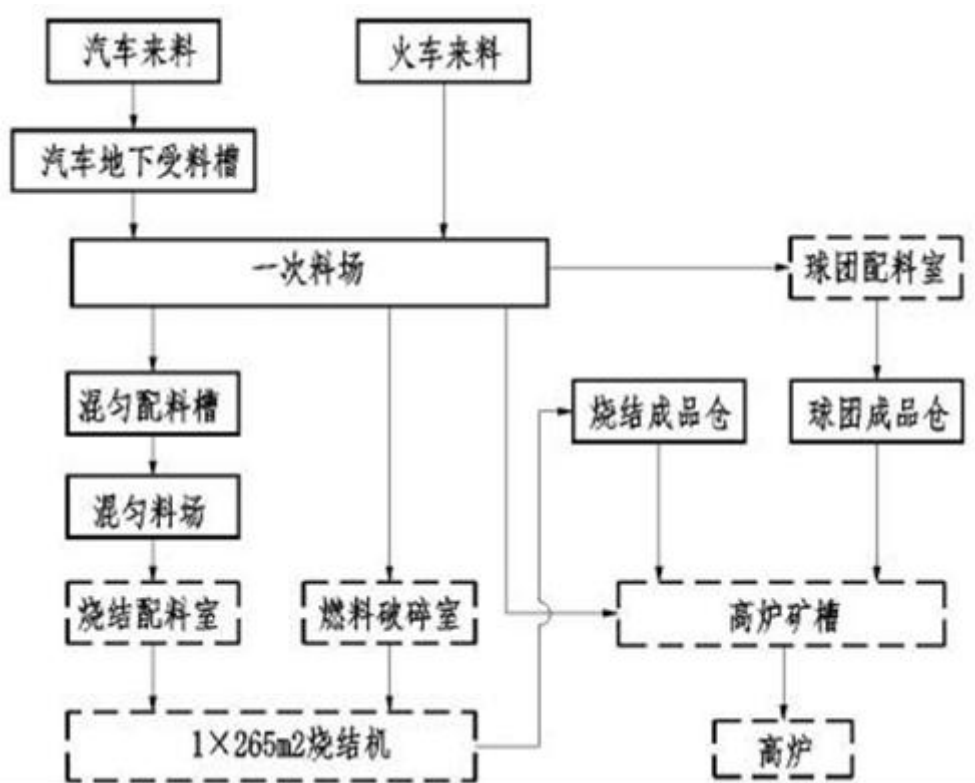 汽车来料
火车来料
汽车地下受料槽
一次料场
球团配料室
混匀配料槽
烧结成品仓
球团成品仓
混匀料场
烧结配料室
燃料破碎室
高炉矿槽
1×265m2烧结机
高炉